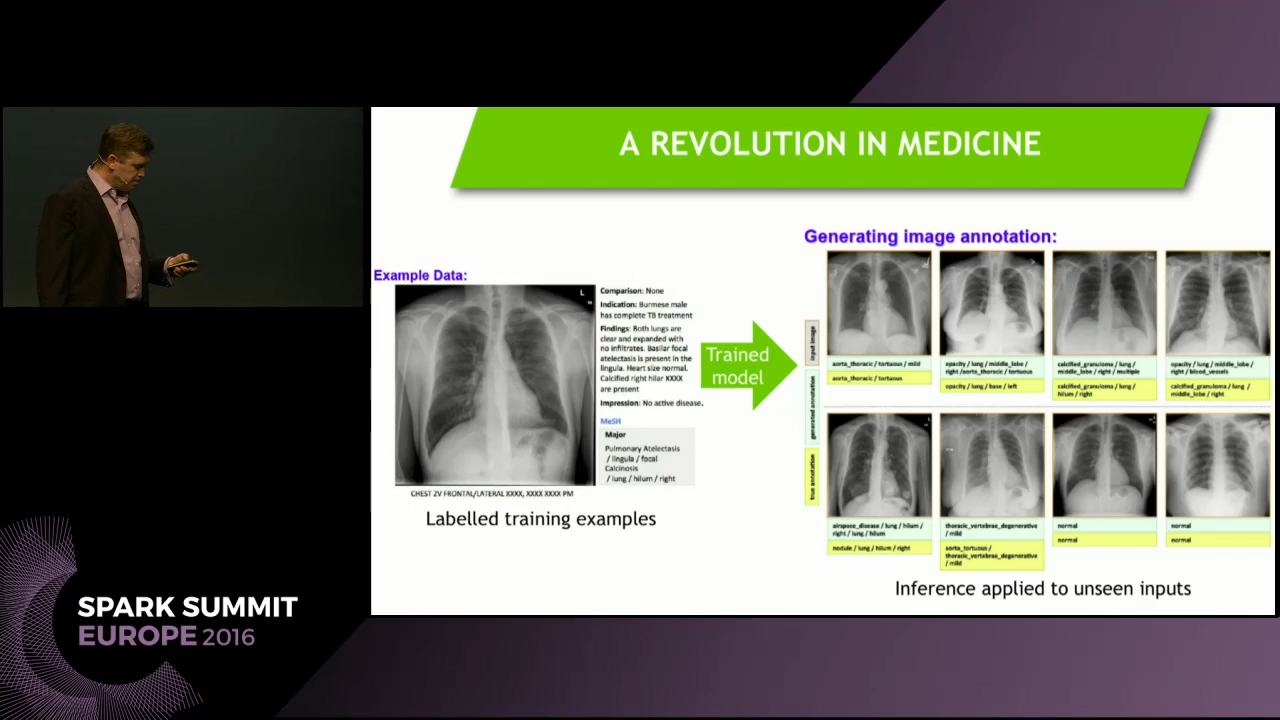 A REVOLUTION IN MEDICINE
Example Data:
L
Comparison: None
Indication: Burmese male
has complete TB treatment
Findings: Both lungs are
clear and expanded with
no infiltrates. Basilar focal
atelectasis is present in the
lingula. Heart size normal.
Calcified right hilar XXXX
are present
Impression: No active disease.
MeSH
Major
Pulmonary Atelectasis
/ lingula / focal
Calcinosis
/ lung / hilum / right
CHEST 2V FRONTAL/LATERAL XXXX, XXXX XXXX PM
Labelled training examples
Trained
model
Generating image annotation:
input image
generated annotation
true annotation
aorta_thoracic / tortuous / mild
aorta_thoracic / tortuous
opacity / lung / middle_lobe /
right /aorta_thoracic / tortuous
opacity / lung / base / left
calcified_granuloma / lung /
middle_lobe / right / multiple
calcified_granuloma / lung /
hilum / right
opacity / lung / middle_lobe /
right / blood_vessels
calcified_granuloma / lung /
middle_lobe / right
airspace_disease / lung / hilum /
right / lung / hilum
nodule / lung / hilum / right
thoracic_vertebrae_degenerative
/ mild
aorta_tortuous /
thoracic_vertebrae_degenerative
/ mild
normal
normal
normal
normal
Inference applied to unseen inputs
SPARK SUMMIT
EUROPE 2016